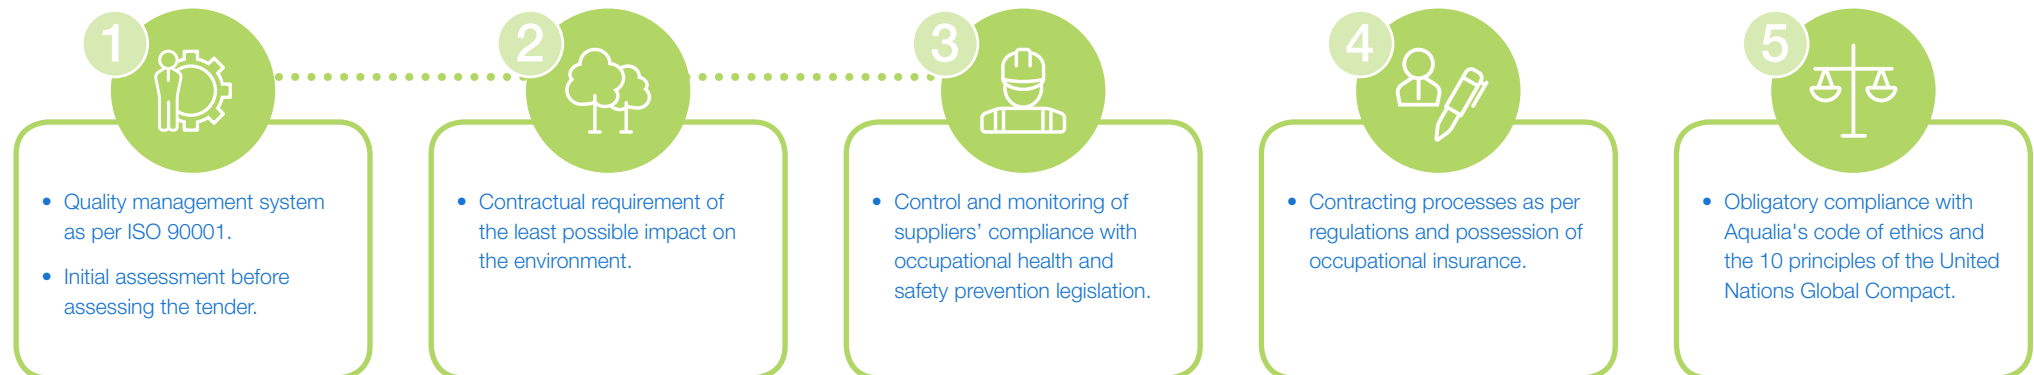 1
• Quality management system
as per ISO 90001.
• Initial assessment before
assessing the tender.
2
• Contractual requirement of
the least possible impact on
the environment.
3
• Control and monitoring of
suppliers’ compliance with
occupational health and
safety prevention legislation.
4
• Contracting processes as per
regulations and possession of
occupational insurance.
5
• Obligatory compliance with
Aqualia's code of ethics and
the 10 principles of the United
Nations Global Compact.